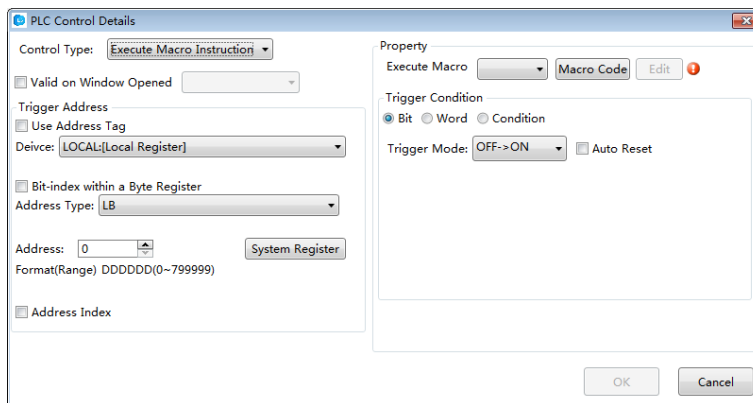 PLC Control Details
Control Type: Execute Macro Instruction
Valid on Window Opened
Trigger Address
Use Address Tag
Deivce: LOCAL:[Local Register]
Bit-index within a Byte Register
Address Type: LB
Address: 0 System Register
Format(Range) DDDDDD(0~799999)
Address Index
Property
Execute Macro Macro Code Edit
Trigger Condition
Bit Word Condition
Trigger Mode: OFF->ON Auto Reset
OK Cancel